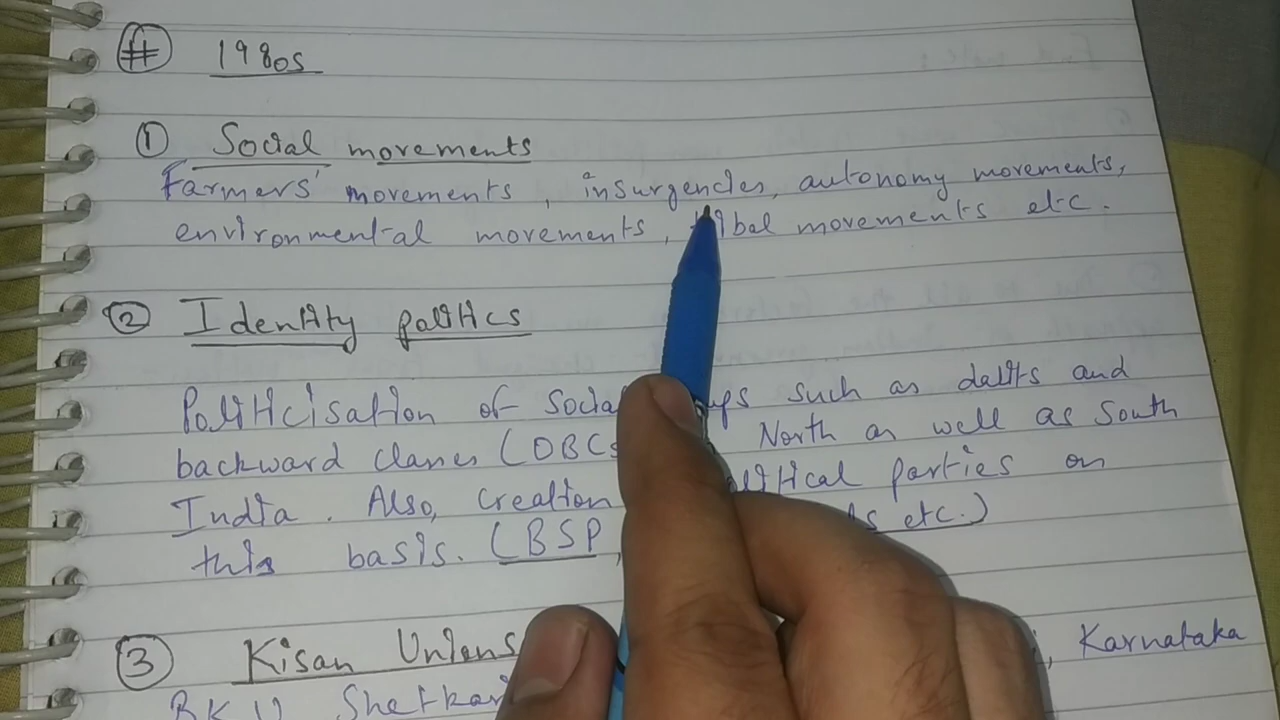 # 1980s
① Social movements
Farmers' movements, insurgencies, autonomy movements,
environmental movements, tribal movements etc.
② Identity politics
Politicisation of such as dalits and
backward classes (OBCs North as well as South
India. Also, creation political parties on
this basis. (BSP, etc.)
③ Kisan Unions , Karnataka
BKU, Shetkari